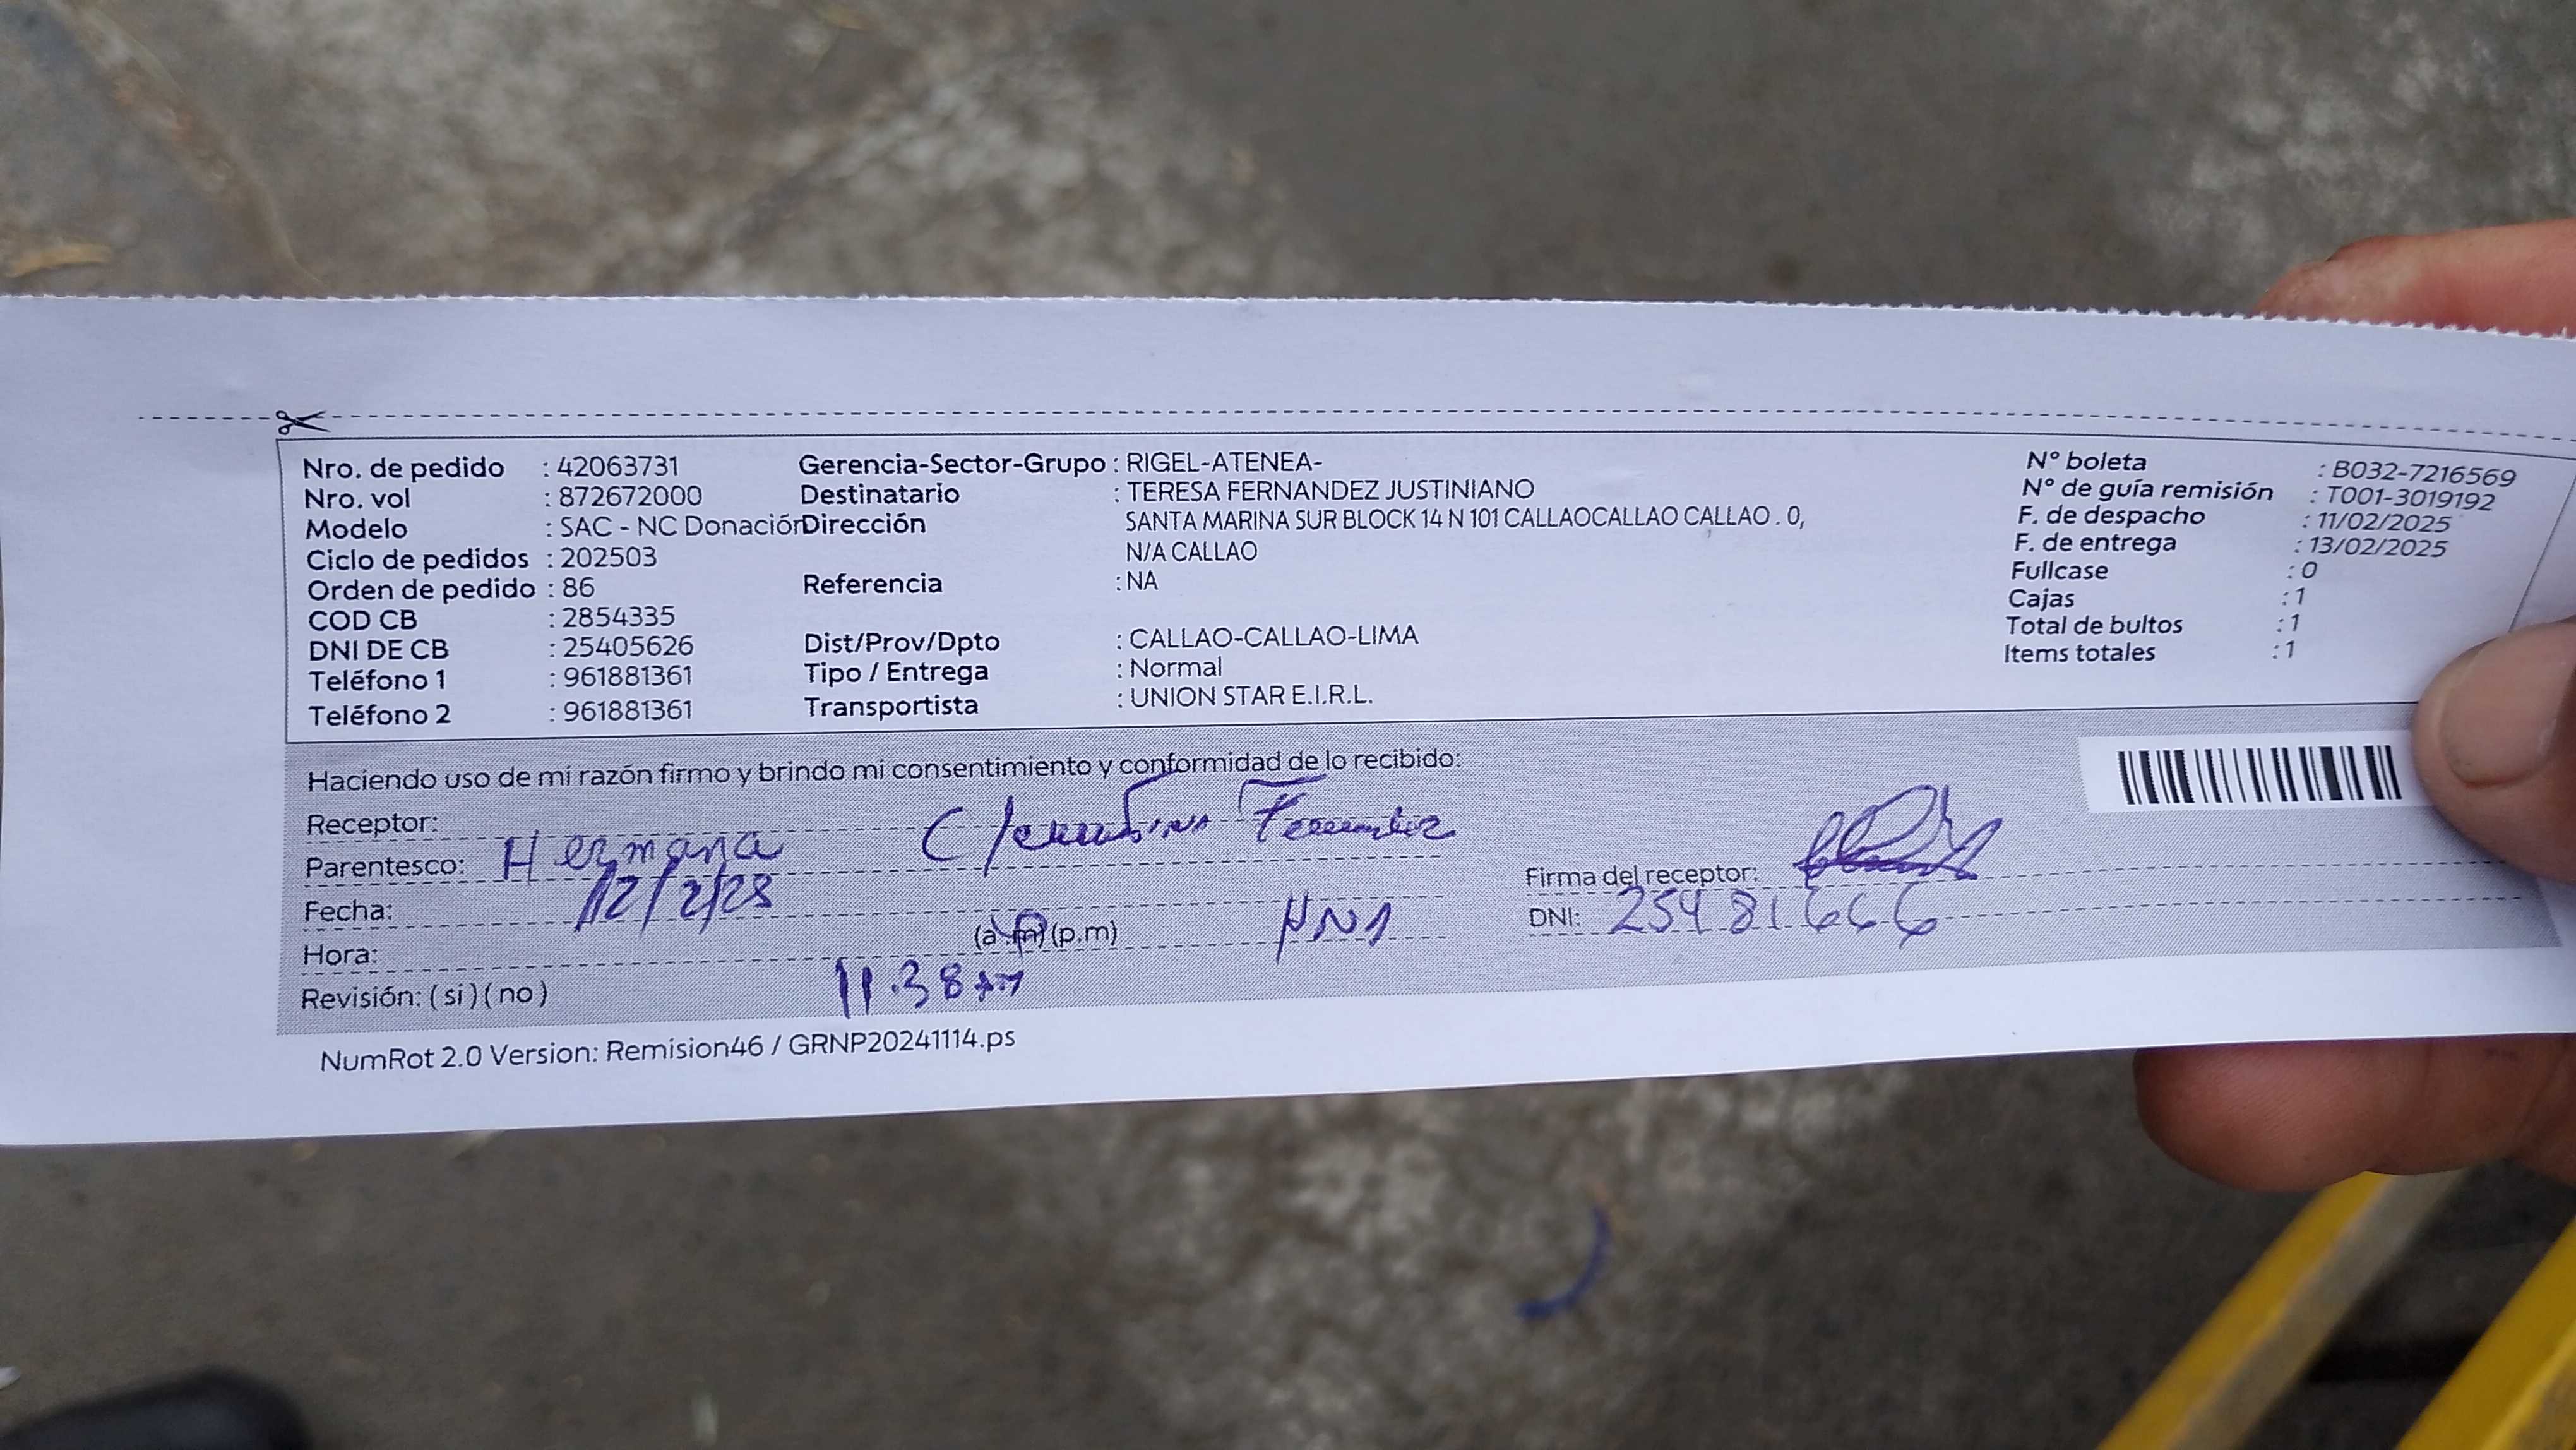 Nro. de pedido : 42063731 Gerencia-Sector-Grupo : RIGEL-ATENEA- N° boleta : B032-7216569
Nro. vol : 872672000 Destinatario : TERESA FERNANDEZ JUSTINIANO N° de guía remisión : T001-3019192
Modelo : SAC - NC Donación Dirección SANTA MARINA SUR BLOCK 14 N 101 CALLAOCALLAO CALLAO . 0, F. de despacho : 11/02/2025
Ciclo de pedidos : 202503 N/A CALLAO F. de entrega : 13/02/2025
Orden de pedido : 86 Referencia : NA Fullcase : 0
COD CB : 2854335 Cajas : 1
DNI DE CB : 25405626 Dist/Prov/Dpto : CALLAO-CALLAO-LIMA Total de bultos : 1
Teléfono 1 : 961881361 Tipo / Entrega : Normal Items totales : 1
Teléfono 2 : 961881361 Transportista : UNION STAR E.I.R.L.
Haciendo uso de mi razón firmo y brindo mi consentimiento y conformidad de lo recibido:
Receptor:
Parentesco: Hermana Firma del receptor:
Fecha: 12/2/25 DNI: 25481666
Hora: (a.m) (p.m)
Revisión: ( si ) ( no ) 11.38 AM
NumRot 2.0 Version: Remision46 / GRNP20241114.ps